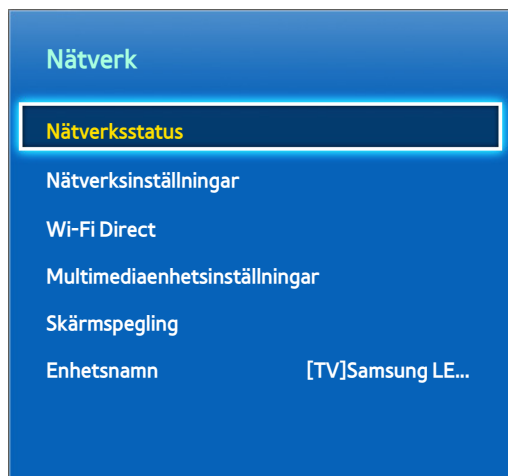 Nätverk
Nätverksstatus
Nätverksinställningar
Wi-Fi Direct
Multimediaenhetsinställningar
Skärmspegling
Enhetsnamn [TV]Samsung LE...